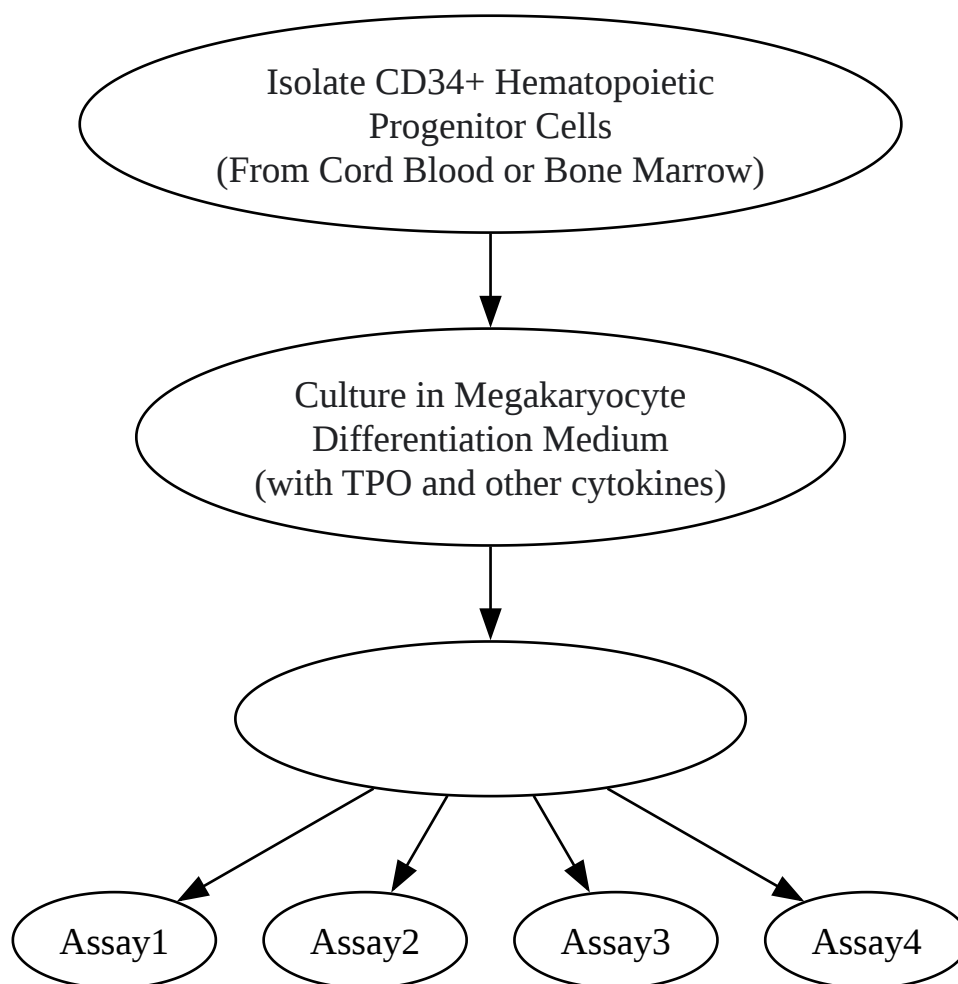 Isolate CD34+ Hematopoietic
Progenitor Cells
(From Cord Blood or Bone Marrow)
Culture in Megakaryocyte
Differentiation Medium
(with TPO and other cytokines)
Assay1
Assay2
Assay3
Assay4